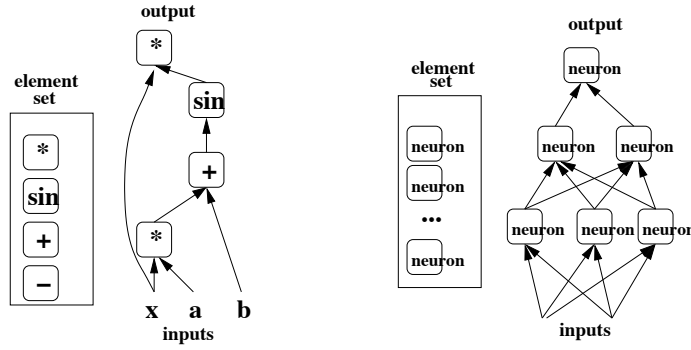 output
*
element
set
sin
*
sin
+
+
−
*
x a b
inputs
output
neuron
element
set
neuron
neuron
neuron
neuron
...
neuron
neuron
neuron
neuron
inputs